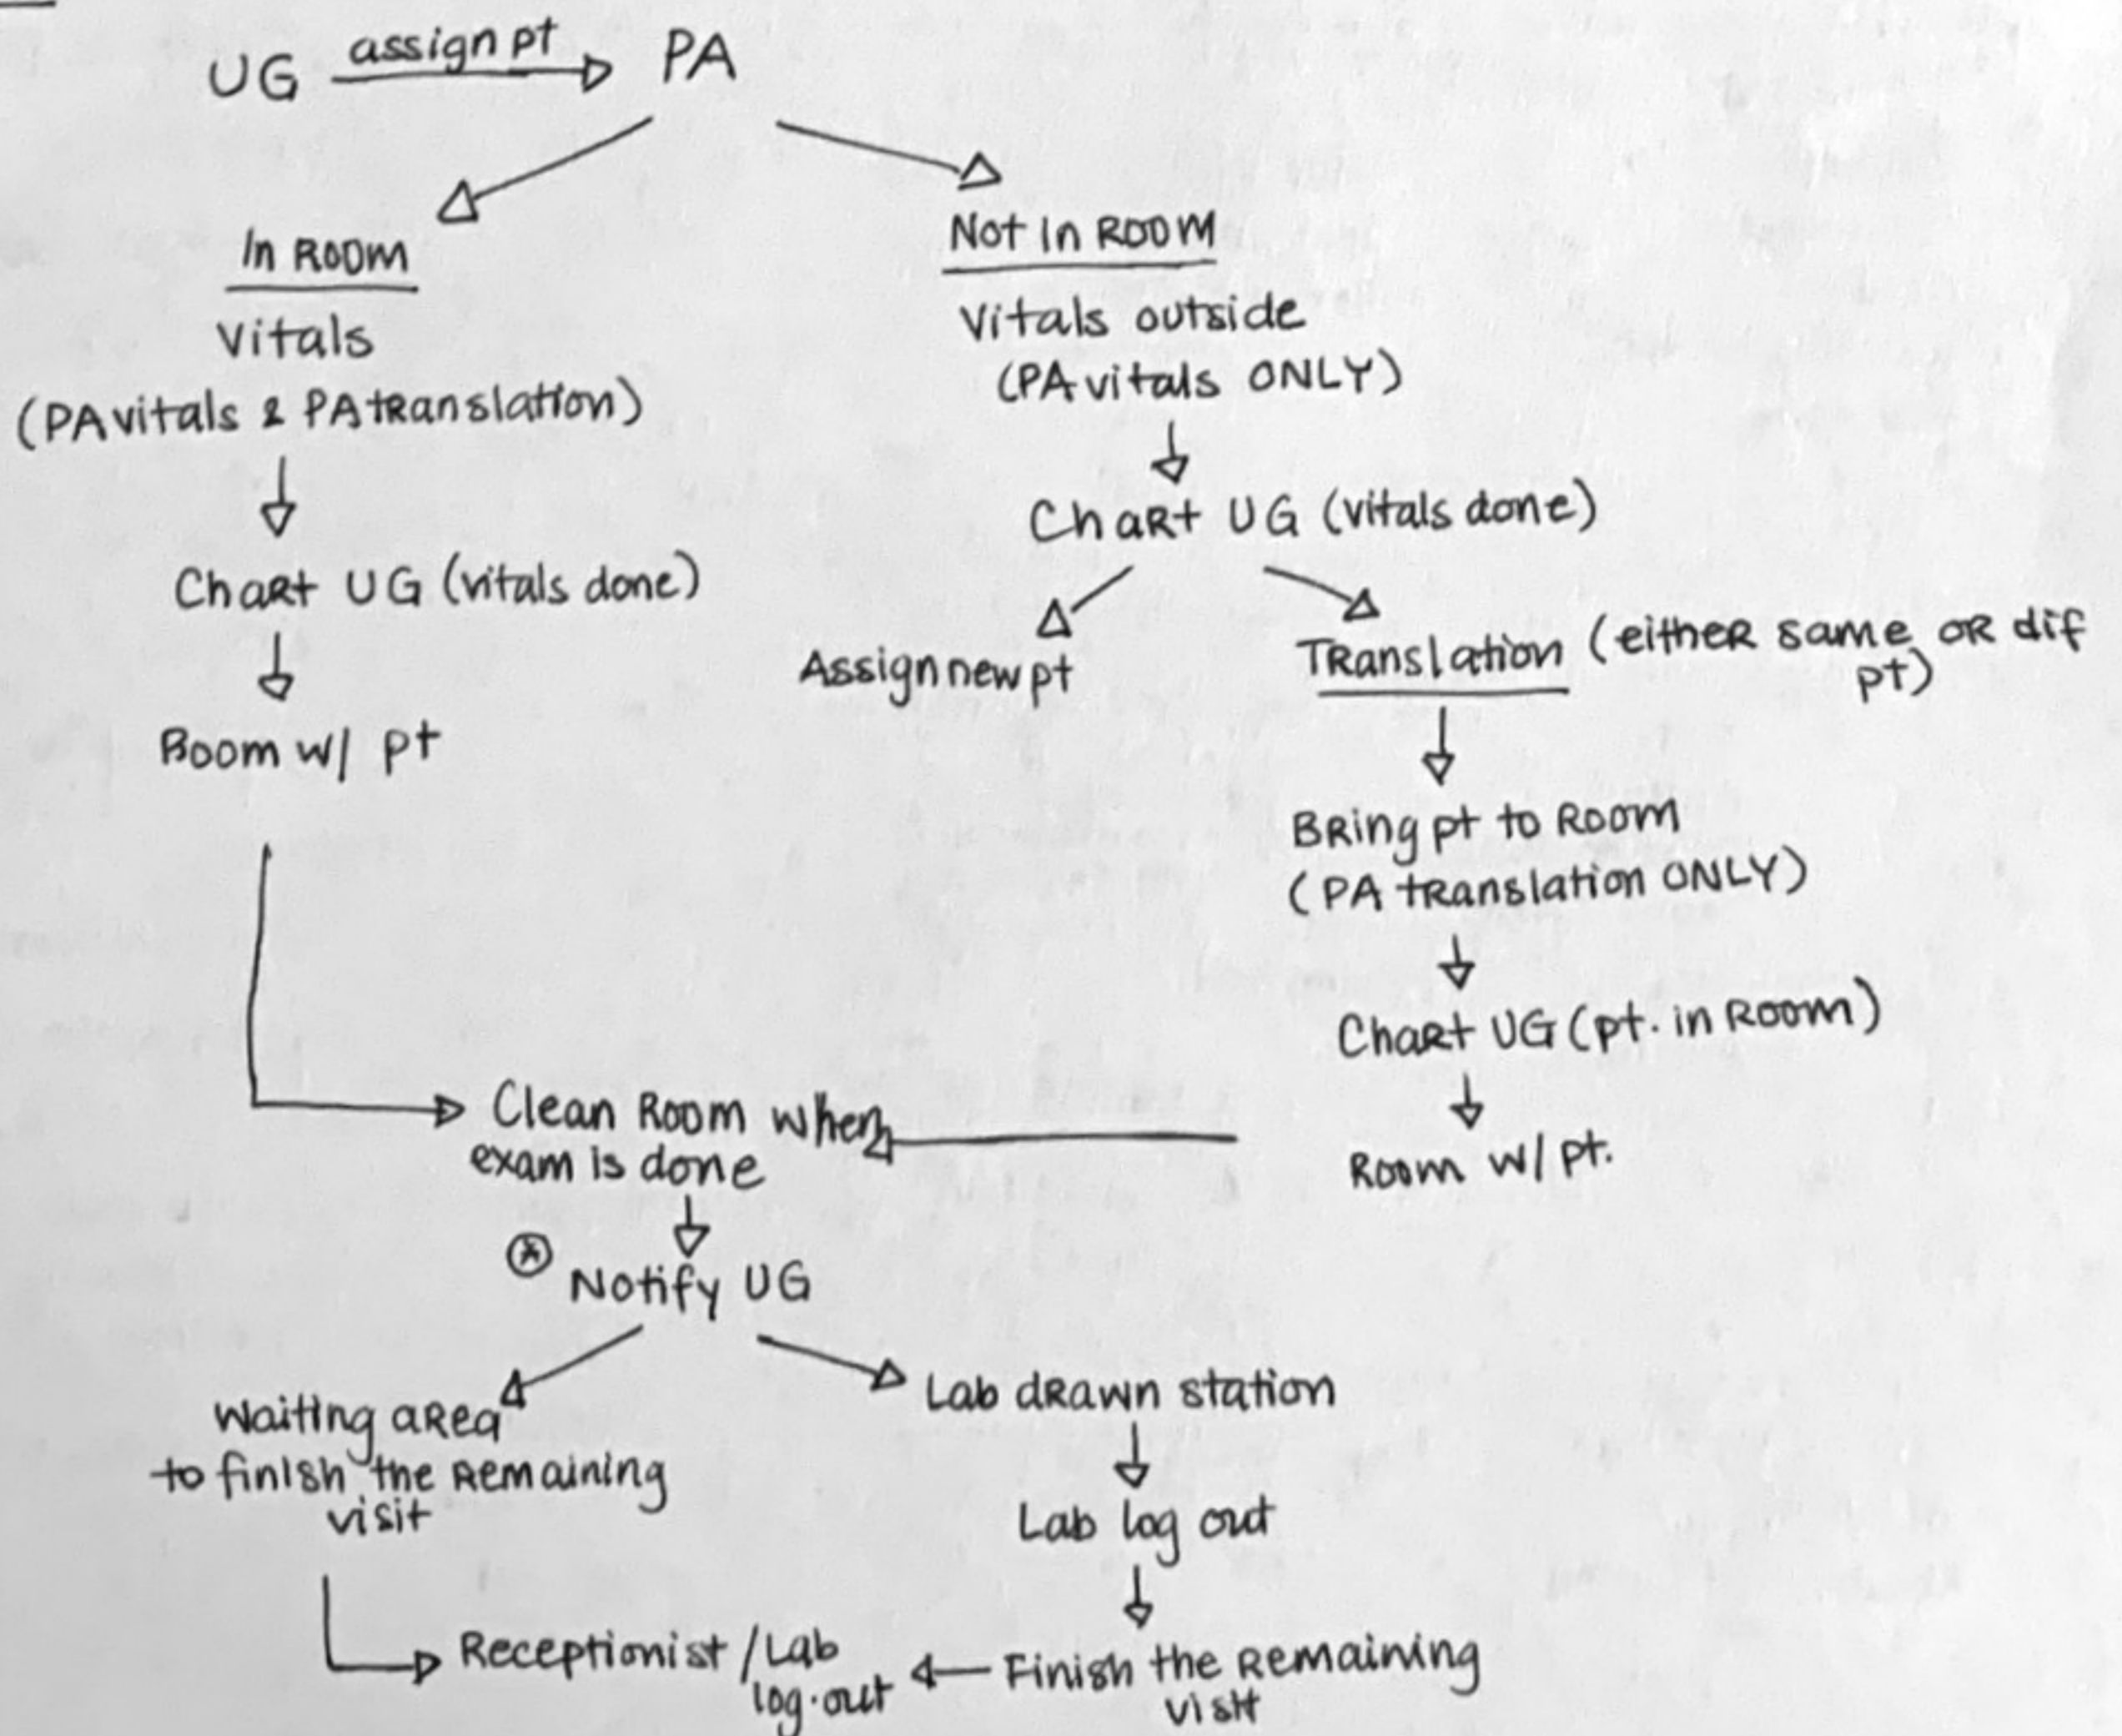 UG assign pt PA
In Room
Vitals
(PA vitals & PA translation)
Chart UG (vitals done)
Room w/ pt
Not in Room
Vitals outside
(PA vitals ONLY)
Chart UG (vitals done)
Assign new pt
Translation (either same or dif
pt)
Bring pt to Room
(PA translation ONLY)
Chart UG (pt. in Room)
Room w/ pt.
Clean Room when
exam is done
Notify UG
Waiting area
to finish the remaining
visit
Lab drawn station
Lab log out
Finish the remaining
visit
Receptionist / Lab
log.out